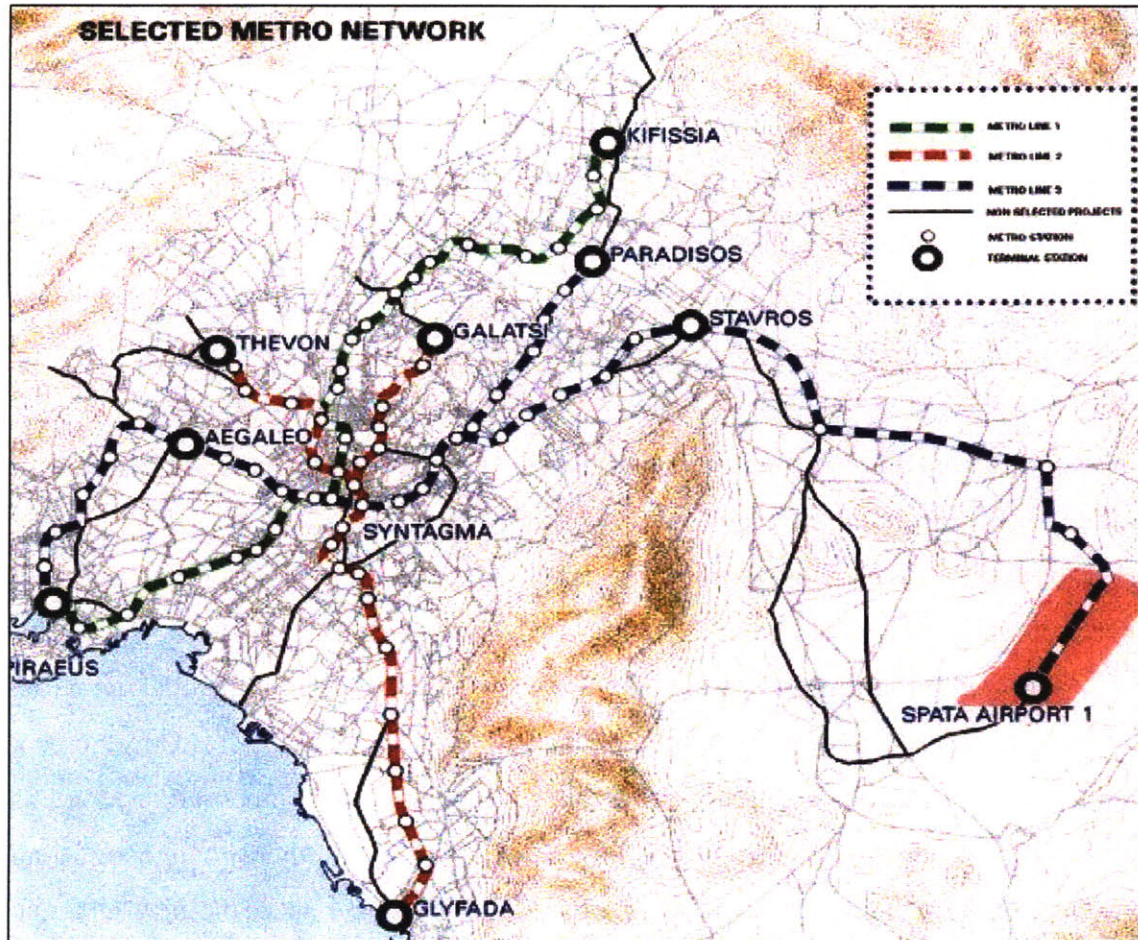 SELECTED METRO NETWORK
METRO LINE 1
METRO LINE 2
METRO LINE 3
NON SELECTED PROJECTS
METRO STATION
TERMINAL STATION
KIFISSIA
PARADISOS
STAVROS
GALATSI
THEVON
AEGALEO
SYNTAGMA
PIRAEUS
SPATA AIRPORT 1
GLYFADA